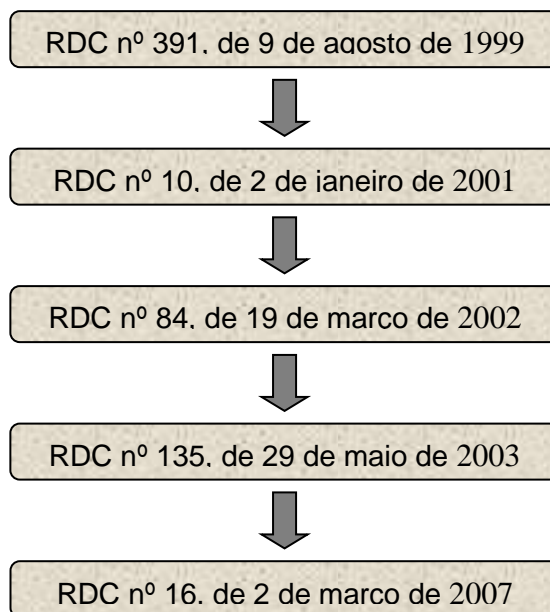 RDC nº 391, de 9 de agosto de 1999
RDC nº 10, de 2 de janeiro de 2001
RDC nº 84, de 19 de março de 2002
RDC nº 135, de 29 de maio de 2003
RDC nº 16, de 2 de março de 2007